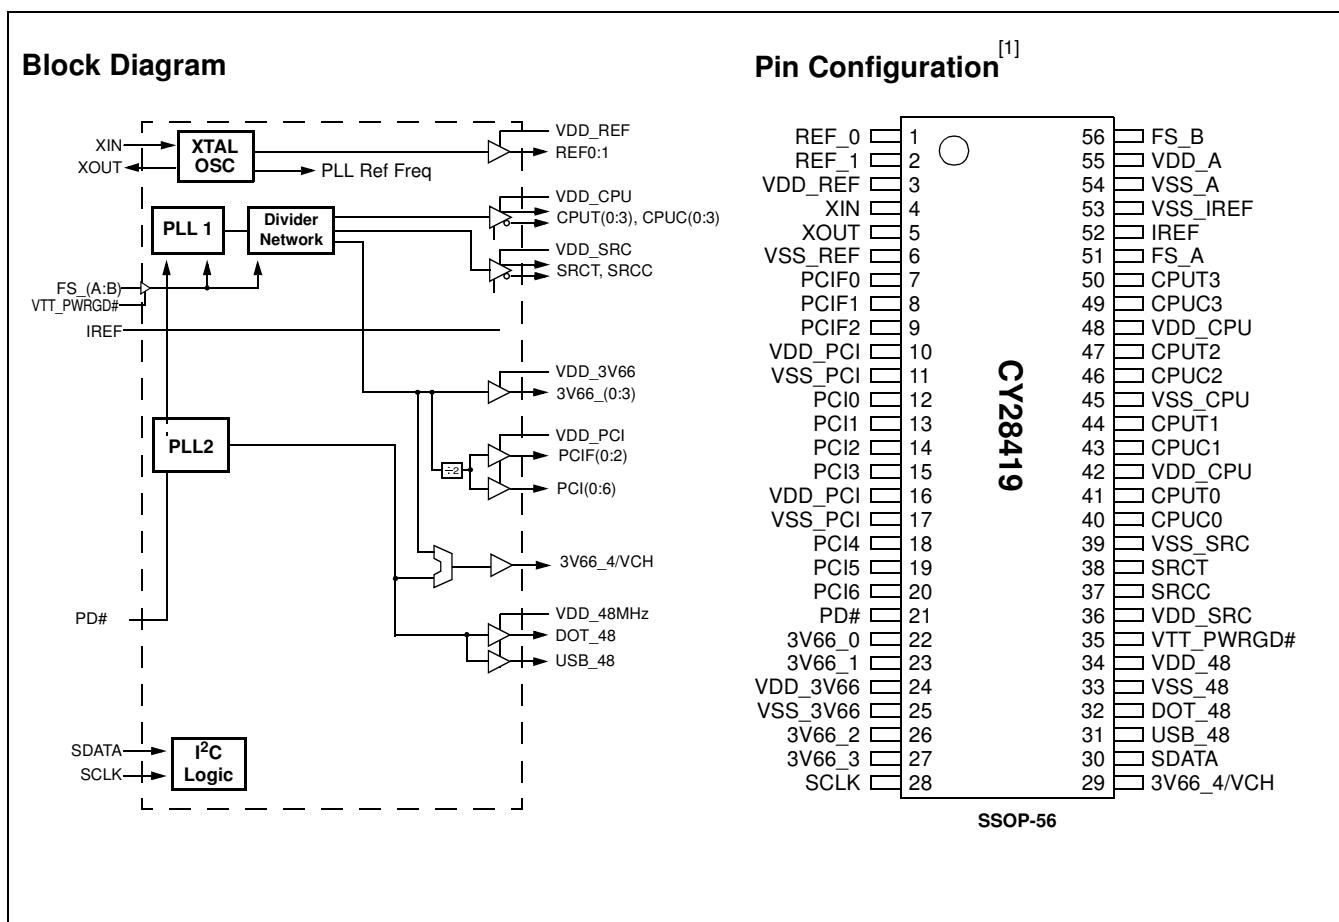 Block Diagram
XIN
XOUT
XTAL
OSC
PLL Ref Freq
VDD_REF
REF0:1
PLL 1
Divider
Network
VDD_CPU
CPUT(0:3), CPUC(0:3)
VDD_SRC
SRCT, SRCC
FS_(A:B)
VTT_PWRGD#
IREF
VDD_3V66
3V66_(0:3)
PLL2
VDD_PCI
PCIF(0:2)
÷2
PCI(0:6)
3V66_4/VCH
PD#
VDD_48MHz
DOT_48
USB_48
SDATA
SCLK
I2C
Logic
Pin Configuration[1]
REF_0 1 56 FS_B
REF_1 2 55 VDD_A
VDD_REF 3 54 VSS_A
XIN 4 53 VSS_IREF
XOUT 5 52 IREF
VSS_REF 6 51 FS_A
PCIF0 7 50 CPUT3
PCIF1 8 49 CPUC3
PCIF2 9 48 VDD_CPU
VDD_PCI 10 47 CPUT2
VSS_PCI 11 46 CPUC2
PCI0 12 45 VSS_CPU
PCI1 13 44 CPUT1
PCI2 14 43 CPUC1
PCI3 15 42 VDD_CPU
VDD_PCI 16 41 CPUT0
VSS_PCI 17 40 CPUC0
PCI4 18 39 VSS_SRC
PCI5 19 38 SRCT
PCI6 20 37 SRCC
PD# 21 36 VDD_SRC
3V66_0 22 35 VTT_PWRGD#
3V66_1 23 34 VDD_48
VDD_3V66 24 33 VSS_48
VSS_3V66 25 32 DOT_48
3V66_2 26 31 USB_48
3V66_3 27 30 SDATA
SCLK 28 29 3V66_4/VCH
CY28419
SSOP-56